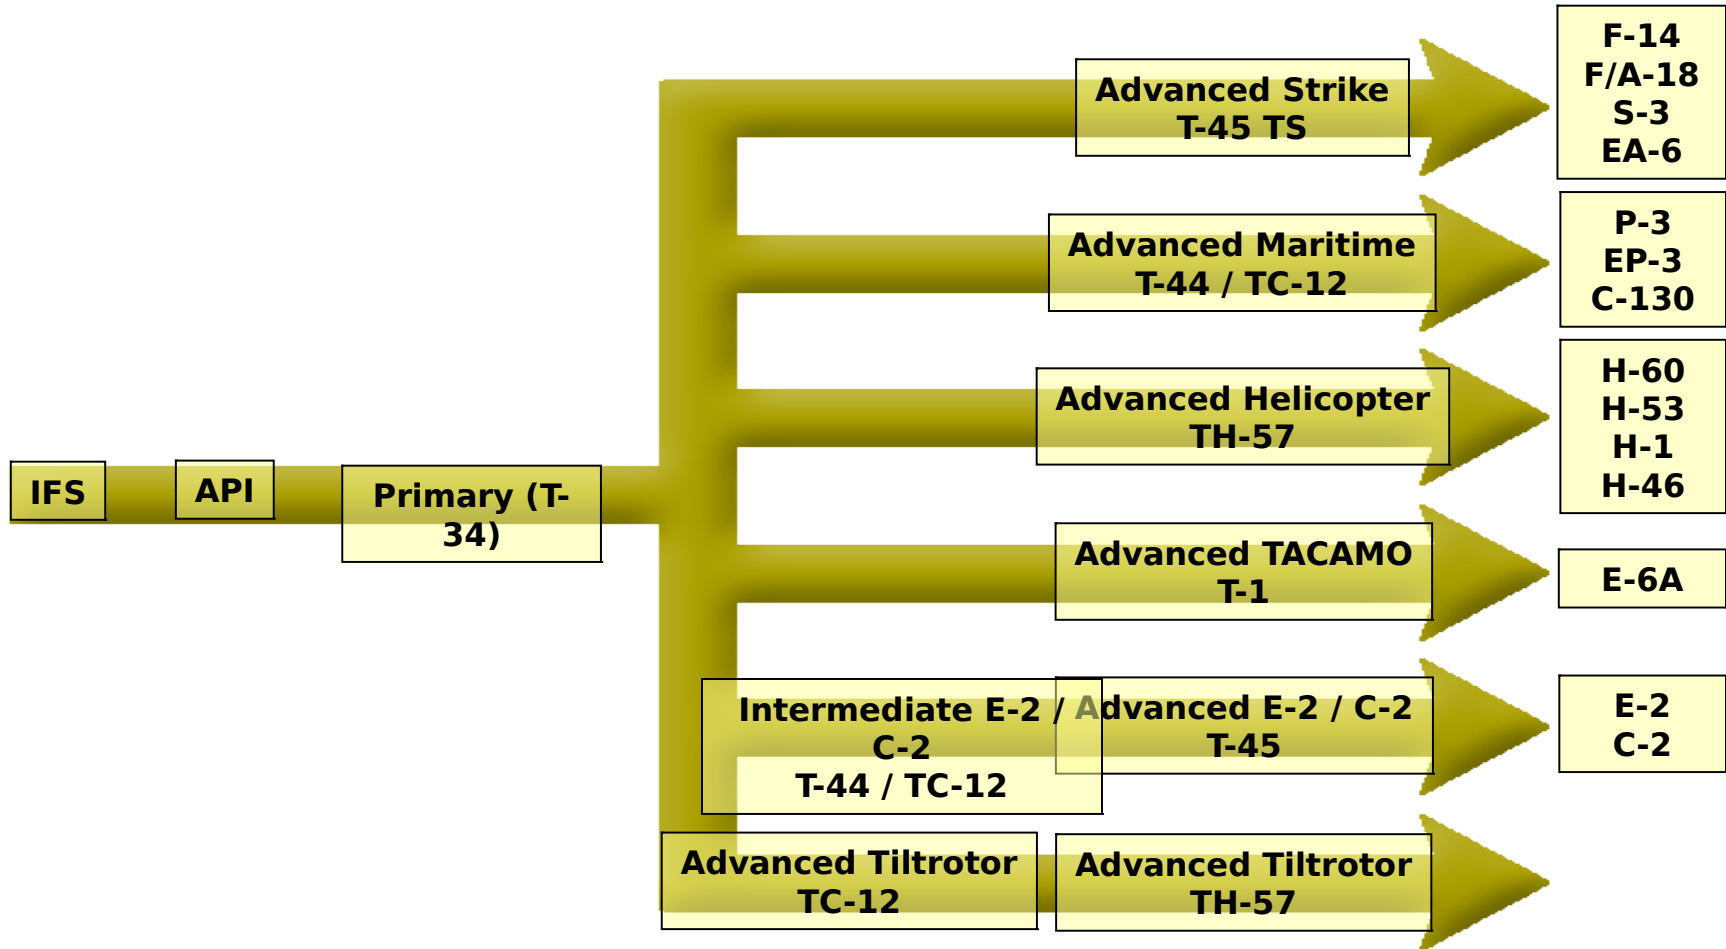 IFS
API
Primary (T-
34)
Advanced Strike
T-45 TS
F-14
F/A-18
S-3
EA-6
Advanced Maritime
T-44 / TC-12
P-3
EP-3
C-130
Advanced Helicopter
TH-57
H-60
H-53
H-1
H-46
Advanced TACAMO
T-1
E-6A
Intermediate E-2 /
C-2
T-44 / TC-12
Advanced E-2 / C-2
T-45
E-2
C-2
Advanced Tiltrotor
TC-12
Advanced Tiltrotor
TH-57